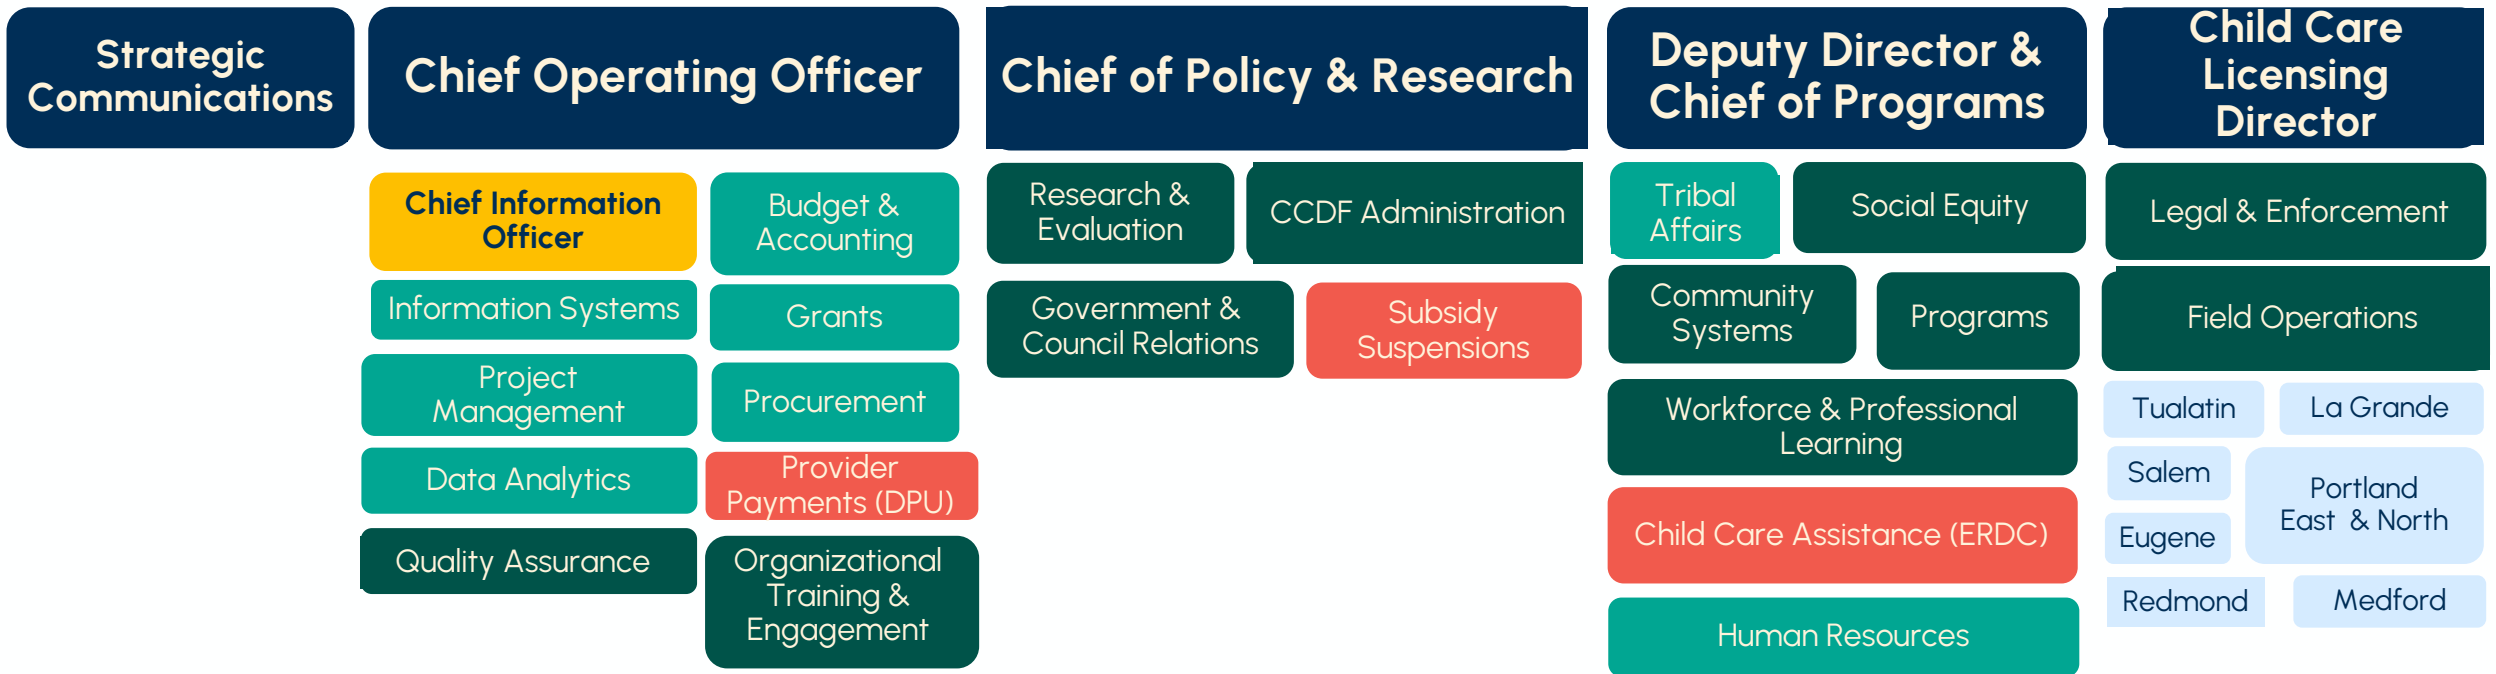 Strategic
Communications
Chief Operating Officer
Chief of Policy & Research
Deputy Director &
Chief of Programs
Child Care
Licensing
Director
Chief Information
Officer
Budget &
Accounting
Information Systems
Grants
Project
Management
Procurement
Data Analytics
Provider
Payments (DPU)
Quality Assurance
Organizational
Training &
Engagement
Research &
Evaluation
CCDF Administration
Government &
Council Relations
Subsidy
Suspensions
Tribal
Affairs
Social Equity
Community
Systems
Programs
Workforce & Professional
Learning
Child Care Assistance (ERDC)
Human Resources
Legal & Enforcement
Field Operations
Tualatin
La Grande
Salem
Portland
East & North
Eugene
Redmond
Medford